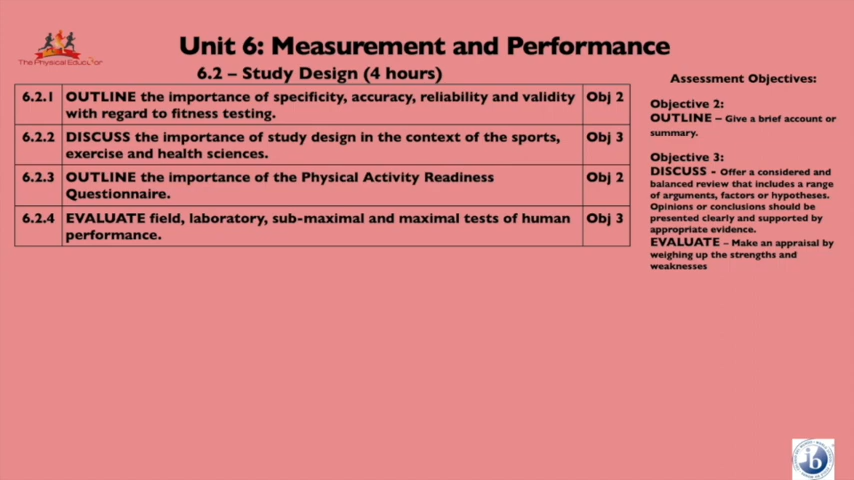 The Physical Educator
Unit 6: Measurement and Performance
6.2 – Study Design (4 hours)
6.2.1 OUTLINE the importance of specificity, accuracy, reliability and validity Obj 2
with regard to fitness testing.
6.2.2 DISCUSS the importance of study design in the context of the sports, Obj 3
exercise and health sciences.
6.2.3 OUTLINE the importance of the Physical Activity Readiness Obj 2
Questionnaire.
6.2.4 EVALUATE field, laboratory, sub-maximal and maximal tests of human Obj 3
performance.
Assessment Objectives:
Objective 2:
OUTLINE – Give a brief account or
summary.
Objective 3:
DISCUSS - Offer a considered and
balanced review that includes a range
of arguments, factors or hypotheses.
Opinions or conclusions should be
presented clearly and supported by
appropriate evidence.
EVALUATE – Make an appraisal by
weighing up the strengths and
weaknesses
ib